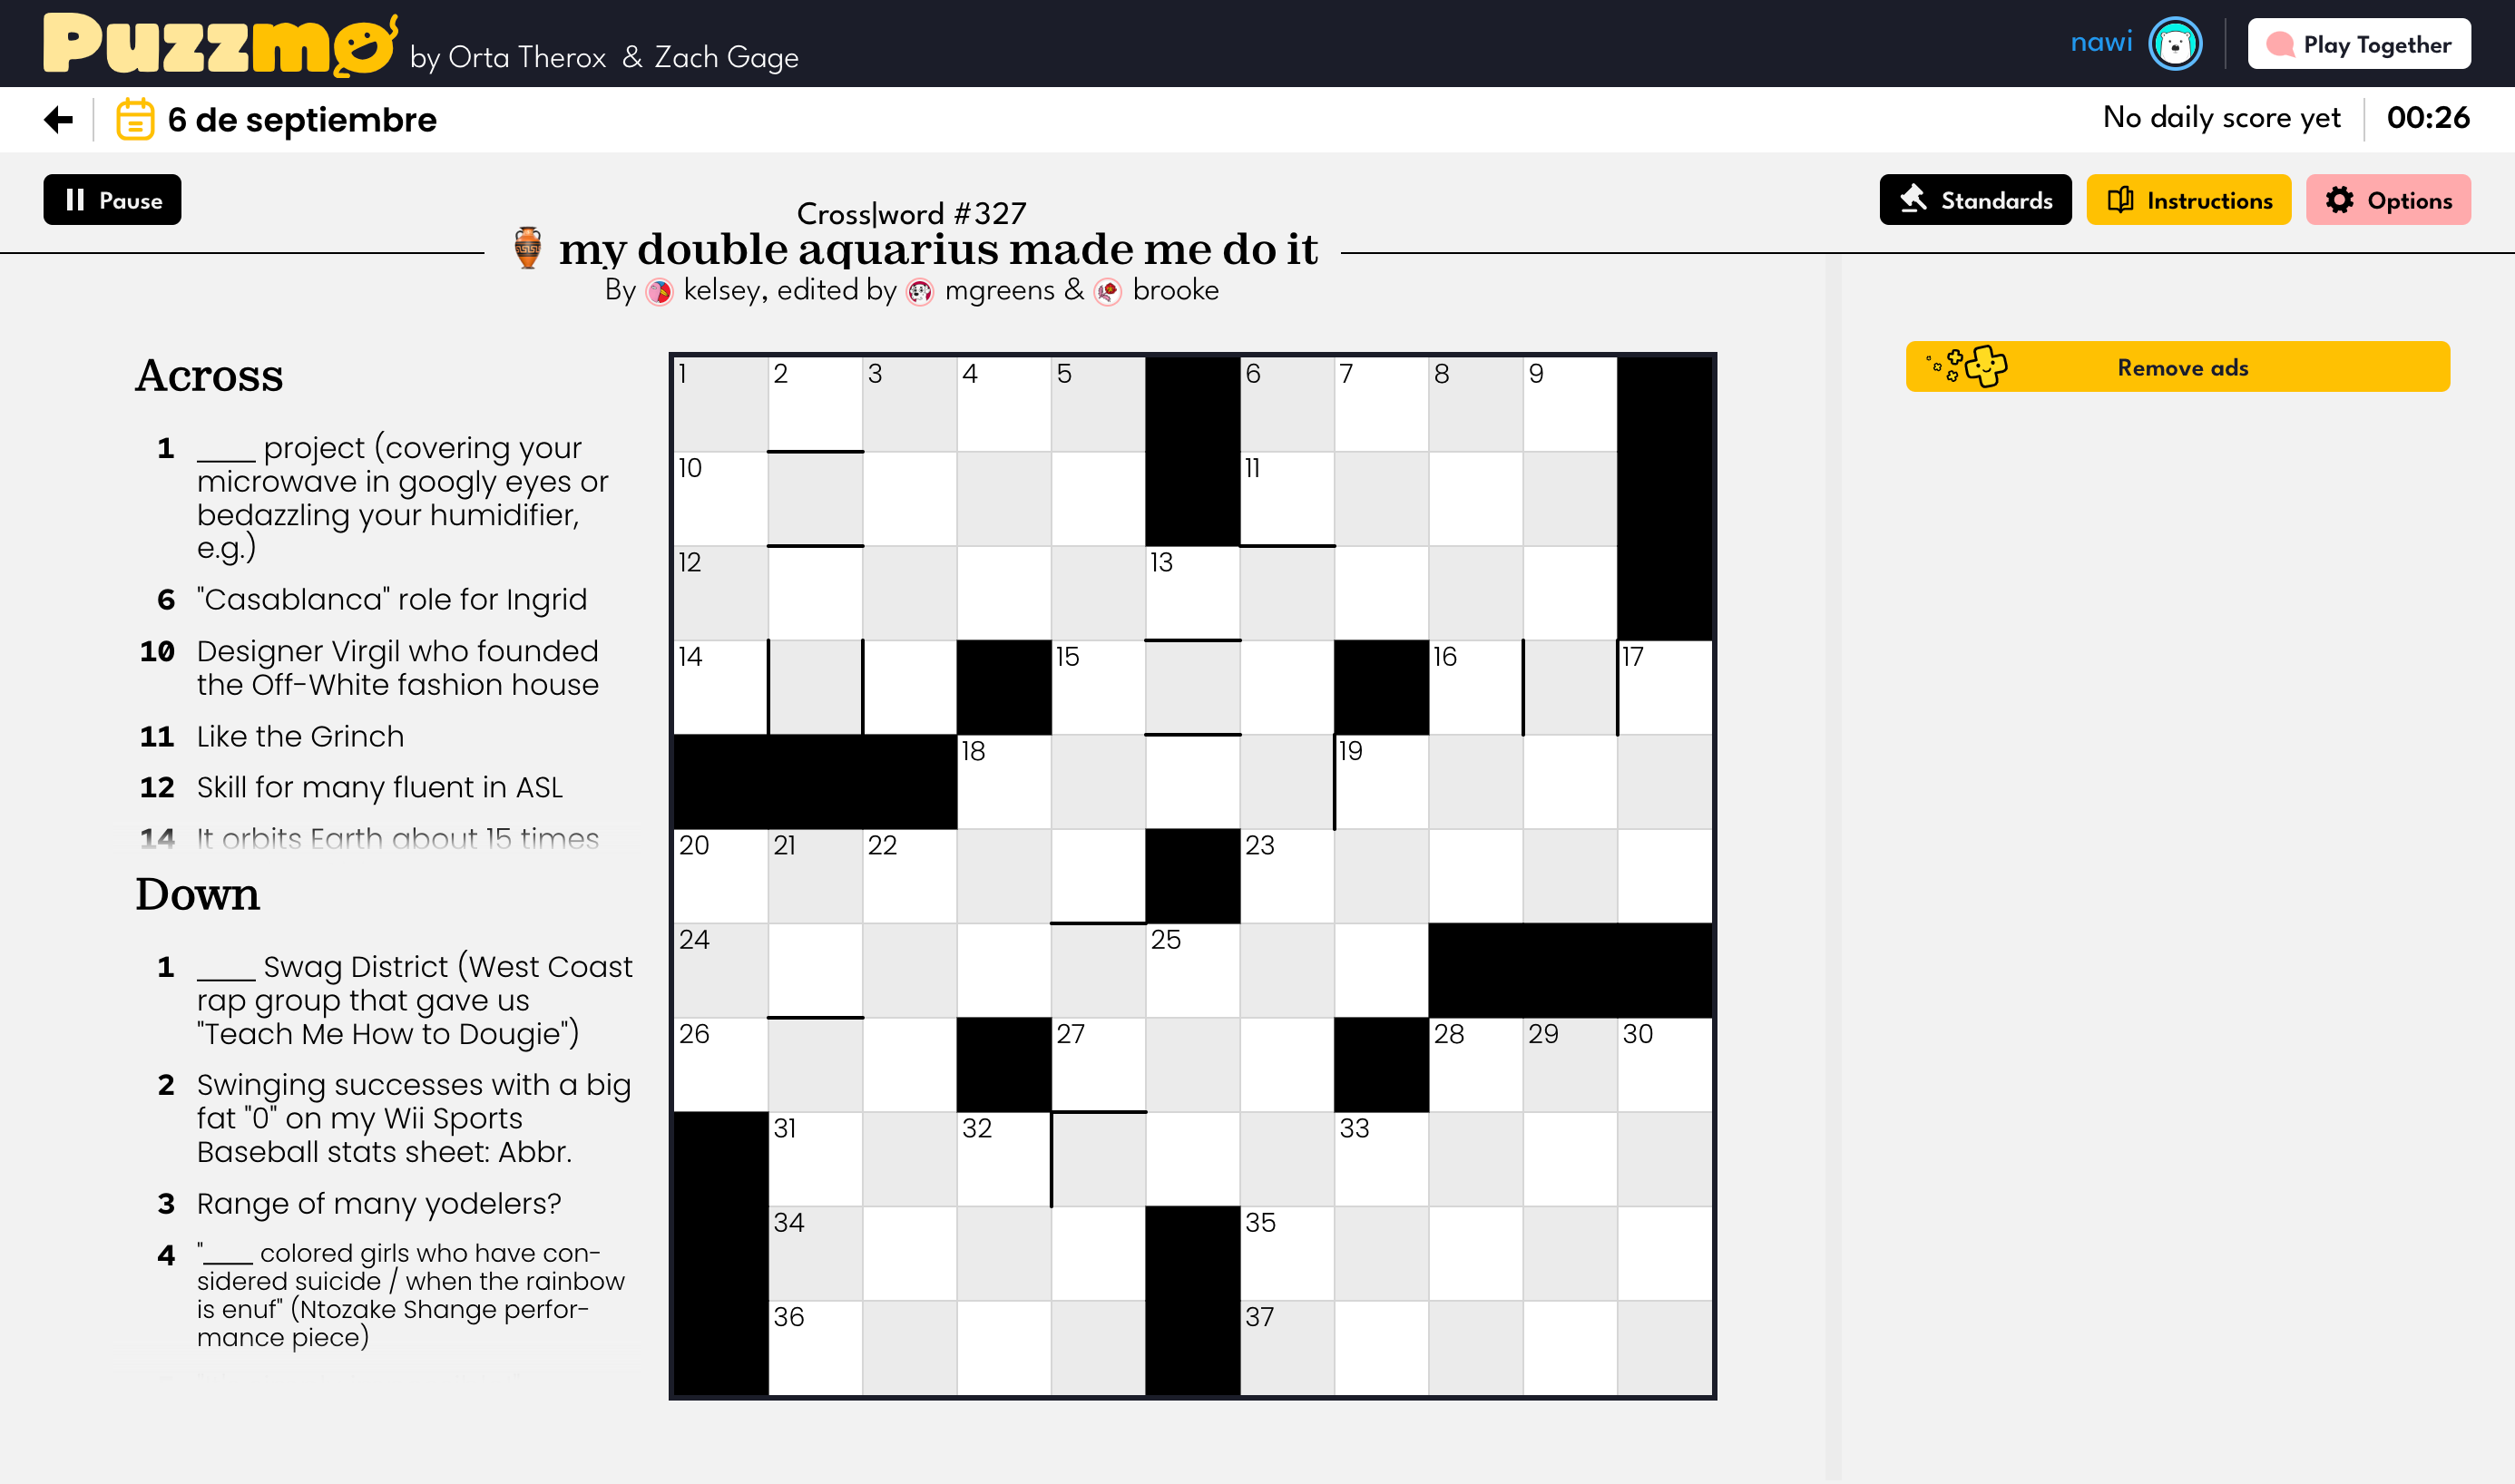 Puzzmo by Orta Therox & Zach Gage
nawi
Play Together
6 de septiembre
No daily score yet
00:26
Pause
Standards
Instructions
Options
Cross|word #327
my double aquarius made me do it
By kelsey, edited by mgreens & brooke
Remove ads
Across
1 ____ project (covering your
microwave in googly eyes or
bedazzling your humidifier,
e.g.)
6 "Casablanca" role for Ingrid
10 Designer Virgil who founded
the Off-White fashion house
11 Like the Grinch
12 Skill for many fluent in ASL
14 It orbits Earth about 15 times
Down
1 ____ Swag District (West Coast
rap group that gave us
"Teach Me How to Dougie")
2 Swinging successes with a big
fat "0" on my Wii Sports
Baseball stats sheet: Abbr.
3 Range of many yodelers?
4 "____ colored girls who have con-
sidered suicide / when the rainbow
is enuf" (Ntozake Shange perfor-
mance piece)
1 2 3 4 5 6 7 8 9
10 11
12 13
14 15 16 17
18 19
20 21 22 23
24 25
26 27 28 29 30
31 32 33
34 35
36 37